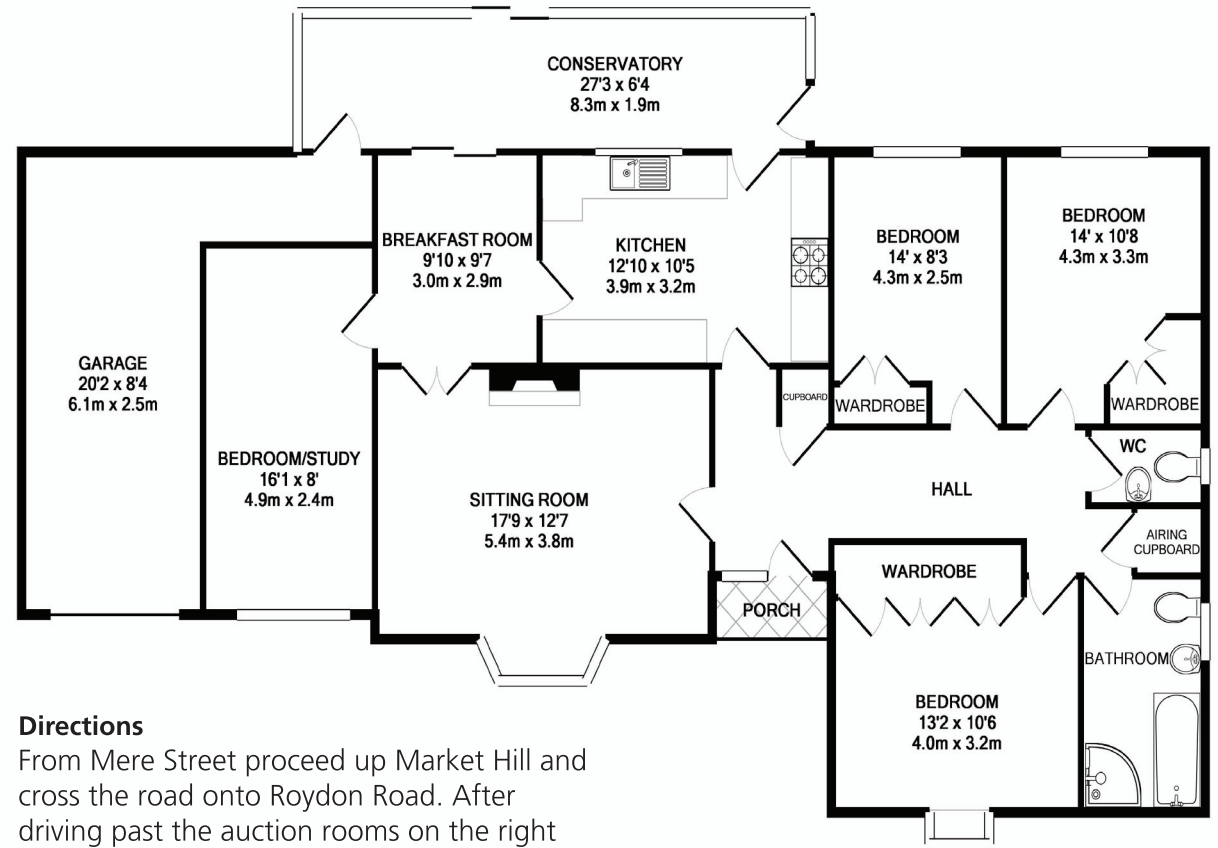 CONSERVATORY
27'3 x 6'4
8.3m x 1.9m
BREAKFAST ROOM
9'10 x 9'7
3.0m x 2.9m
KITCHEN
12'10 x 10'5
3.9m x 3.2m
BEDROOM
14' x 8'3
4.3m x 2.5m
BEDROOM
14' x 10'8
4.3m x 3.3m
GARAGE
20'2 x 8'4
6.1m x 2.5m
CUPBOARD
WARDROBE
WARDROBE
BEDROOM/STUDY
16'1 x 8'
4.9m x 2.4m
SITTING ROOM
17'9 x 12'7
5.4m x 3.8m
HALL
WC
AIRING
CUPBOARD
WARDROBE
PORCH
BATHROOM
BEDROOM
13'2 x 10'6
4.0m x 3.2m
Directions
From Mere Street proceed up Market Hill and
cross the road onto Roydon Road. After
driving past the auction rooms on the right